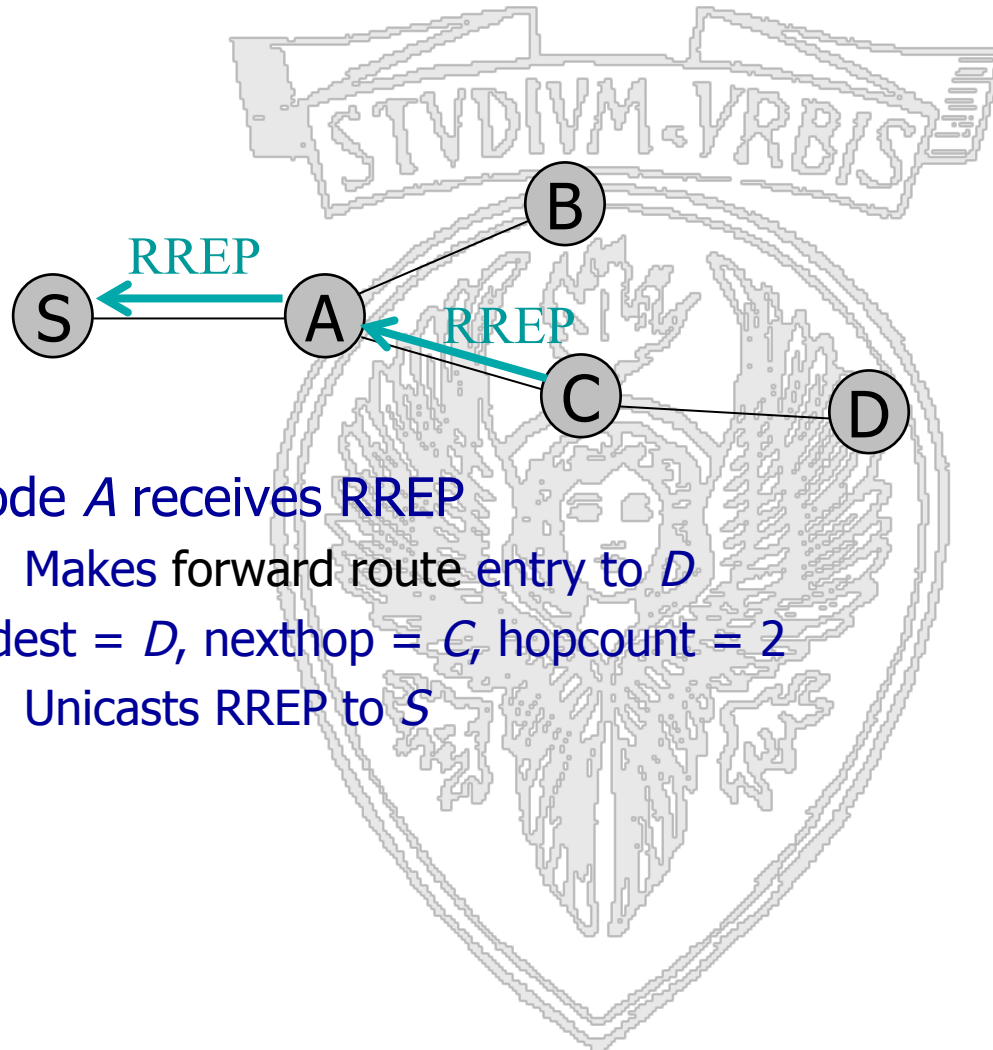 STVDIVM VRBIS
B
RREP
S
A
RREP
C
D
ode A receives RREP
Makes forward route entry to D
dest = D, nexthop = C, hopcount = 2
Unicasts RREP to S